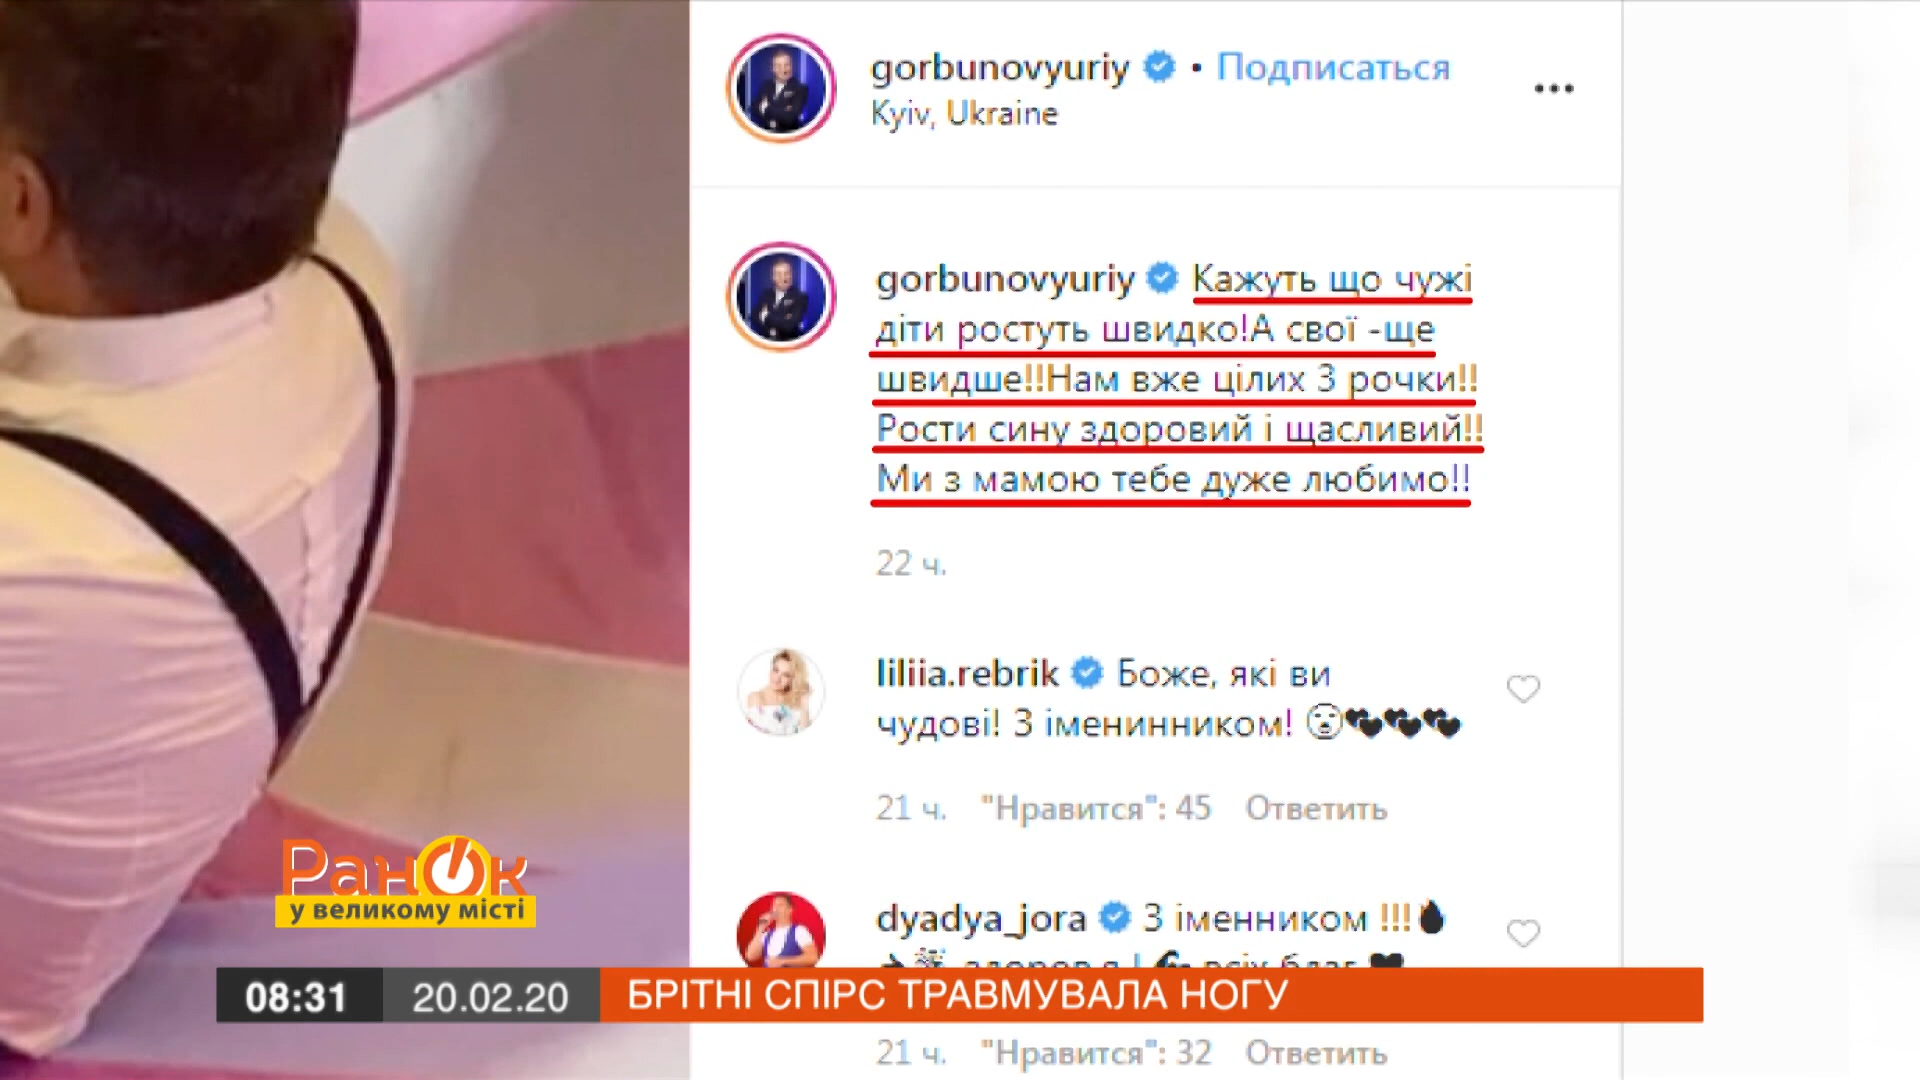 gorbunovyuriy • Подписаться
Kyiv, Ukraine
gorbunovyuriy Кажуть що чужі
діти ростуть швидко!А свої -ще
швидше!!Нам вже цілих 3 рочки!!
Рости сину здоровий і щасливий!!
Ми з мамою тебе дуже любимо!!
22 ч.
liliia.rebrik Боже, які ви
чудові! З іменинником!
21 ч. "Нравится": 45 Ответить
dyadya_jora З іменником !!!
всіх благ
21 ч. "Нравится": 32 Ответить
Ранок
у великому місті
08:31 20.02.20 БРІТНІ СПІРС ТРАВМУВАЛА НОГУ